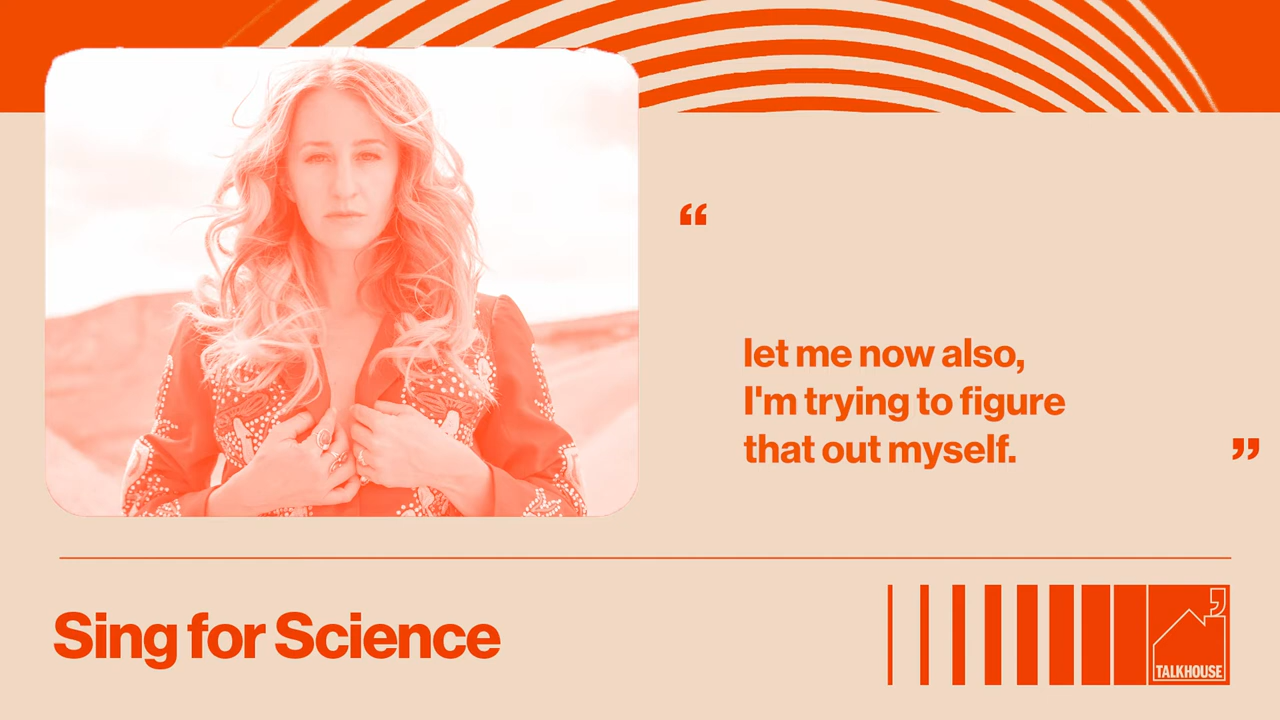 “
let me now also,
I'm trying to figure
that out myself.
”
Sing for Science
TALKHOUSE